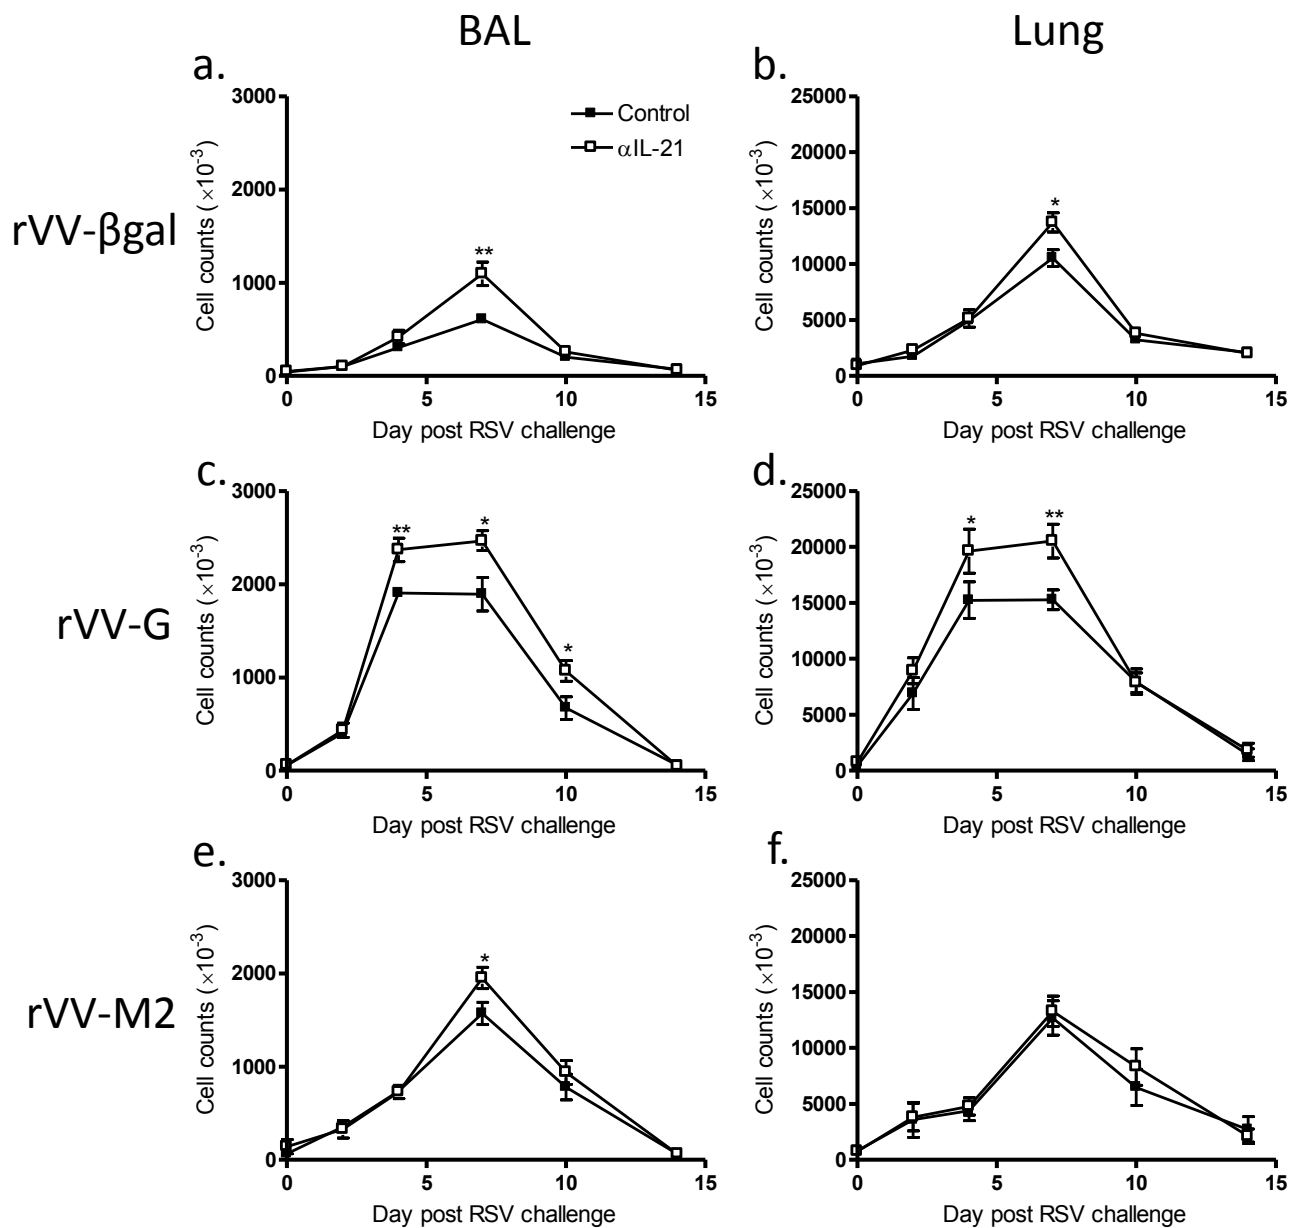 BAL
Lung
a.
3000
2000
1000
0
Cell counts (×10⁻³)
0 5 10 15
Day post RSV challenge
Control
αIL-21
**
b.
25000
20000
15000
10000
5000
0
Cell counts (×10⁻³)
0 5 10 15
Day post RSV challenge
*
rVV-βgal
c.
3000
2000
1000
0
Cell counts (×10⁻³)
0 5 10 15
Day post RSV challenge
**
*
*
d.
25000
20000
15000
10000
5000
0
Cell counts (×10⁻³)
0 5 10 15
Day post RSV challenge
*
**
rVV-G
e.
3000
2000
1000
0
Cell counts (×10⁻³)
0 5 10 15
Day post RSV challenge
*
f.
25000
20000
15000
10000
5000
0
Cell counts (×10⁻³)
0 5 10 15
Day post RSV challenge
rVV-M2